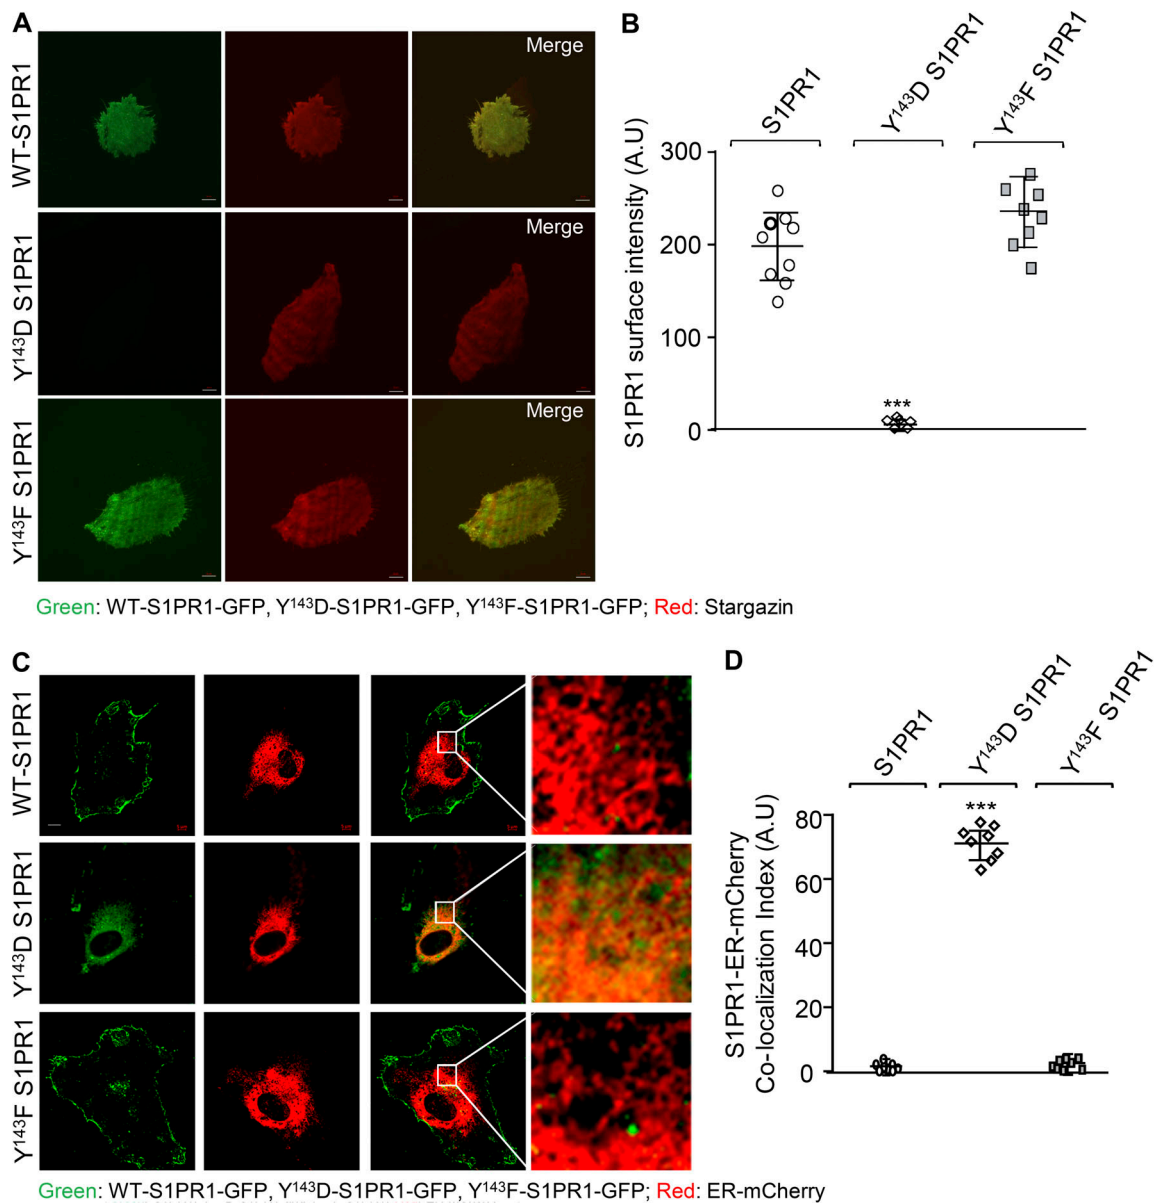 A
WT-S1PR1
Merge
Y¹⁴³D S1PR1
Merge
Y¹⁴³F S1PR1
Merge
Green: WT-S1PR1-GFP, Y¹⁴³D-S1PR1-GFP, Y¹⁴³F-S1PR1-GFP; Red: Stargazin
B
S1PR1
Y¹⁴³D S1PR1
Y¹⁴³F S1PR1
S1PR1 surface intensity (A.U)
300
200
100
0
***
C
WT-S1PR1
Y¹⁴³D S1PR1
Y¹⁴³F S1PR1
Green: WT-S1PR1-GFP, Y¹⁴³D-S1PR1-GFP, Y¹⁴³F-S1PR1-GFP; Red: ER-mCherry
D
S1PR1
Y¹⁴³D S1PR1
Y¹⁴³F S1PR1
S1PR1-ER-mCherry
Co-localization Index (A.U)
80
60
40
20
0
***